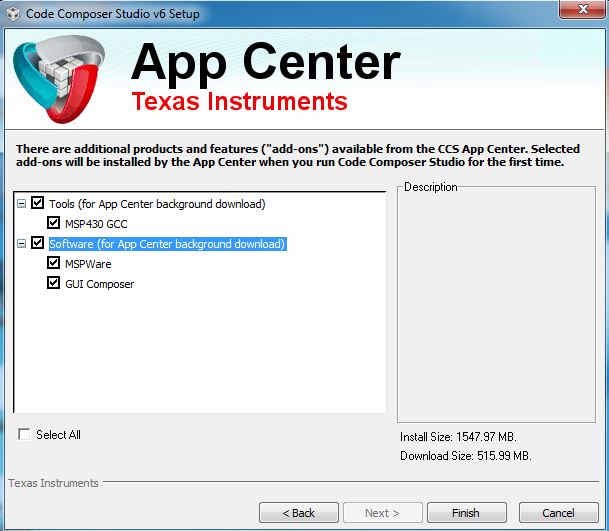 Code Composer Studio v6 Setup
App Center
Texas Instruments
There are additional products and features ("add-ons") available from the CCS App Center. Selected
add-ons will be installed by the App Center when you run Code Composer Studio for the first time.
Tools (for App Center background download)
MSP430 GCC
Software (for App Center background download)
MSPWare
GUI Composer
Description
Select All
Install Size: 1547.97 MB.
Download Size: 515.99 MB.
Texas Instruments
< Back
Next >
Finish
Cancel